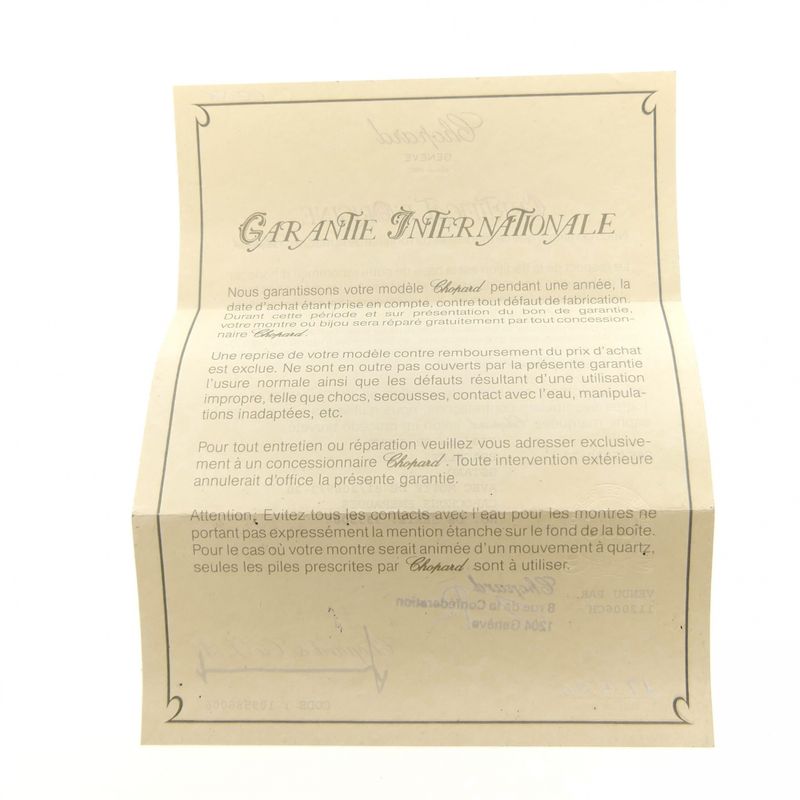 GARANTIE INTERNATIONALE
Nous garantissons votre modèle Chopard pendant une année, la
date d'achat étant prise en compte, contre tout défaut de fabrication.
Durant cette période et sur présentation du bon de garantie,
votre montre ou bijou sera réparé gratuitement par tout concession-
naire Chopard.
Une reprise de votre modèle contre remboursement du prix d'achat
est exclue. Ne sont en outre pas couverts par la présente garantie
l'usure normale ainsi que les défauts résultant d'une utilisation
impropre, telle que chocs, secousses, contact avec l'eau, manipula-
tions inadaptées, etc.
Pour tout entretien ou réparation veuillez vous adresser exclusive-
ment à un concessionnaire Chopard. Toute intervention extérieure
annulerait d'office la présente garantie.
Attention: Evitez tous les contacts avec l'eau pour les montres ne
portant pas expressément la mention étanche sur le fond de la boîte.
Pour le cas où votre montre serait animée d'un mouvement à quartz,
seules les piles prescrites par Chopard sont à utiliser.
Chopard
GENEVE
Chopard
8 rue de la Confédération
1204 Genève
VENDU PAR